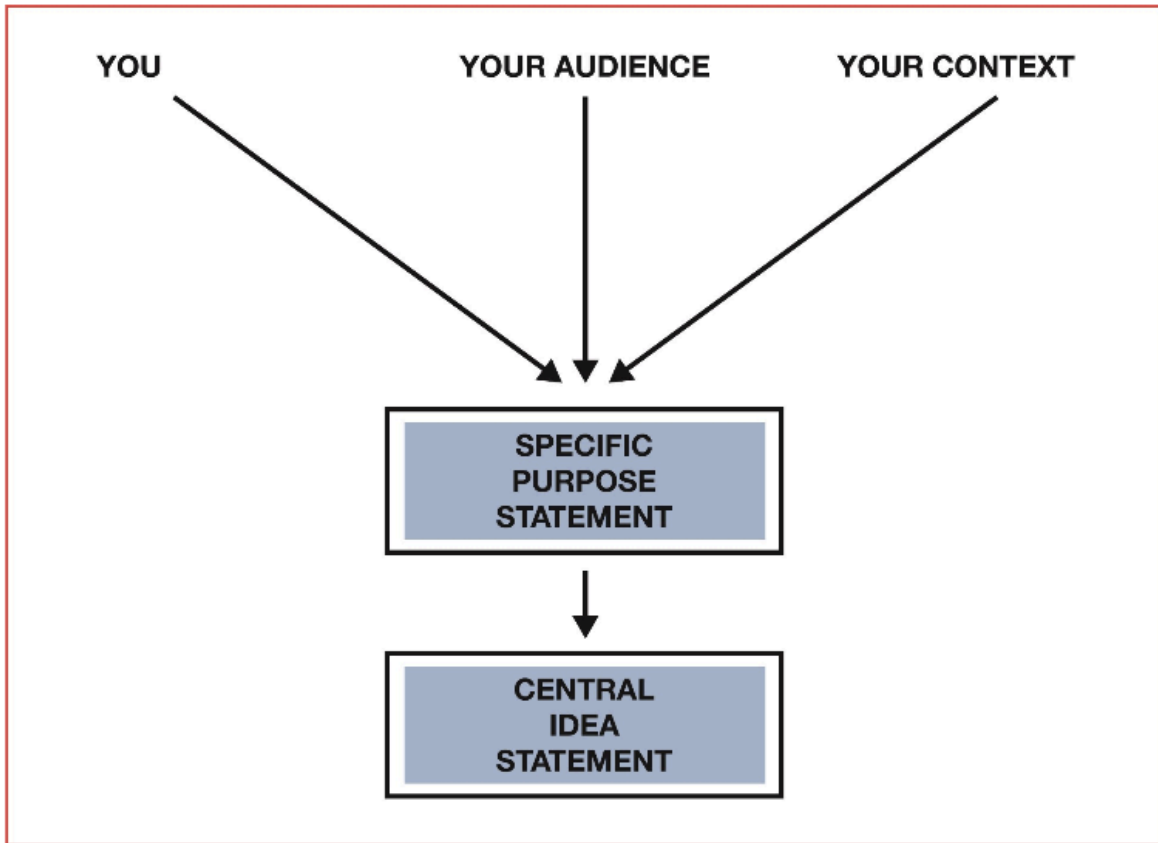 YOU
YOUR AUDIENCE
YOUR CONTEXT
SPECIFIC
PURPOSE
STATEMENT
CENTRAL
IDEA
STATEMENT